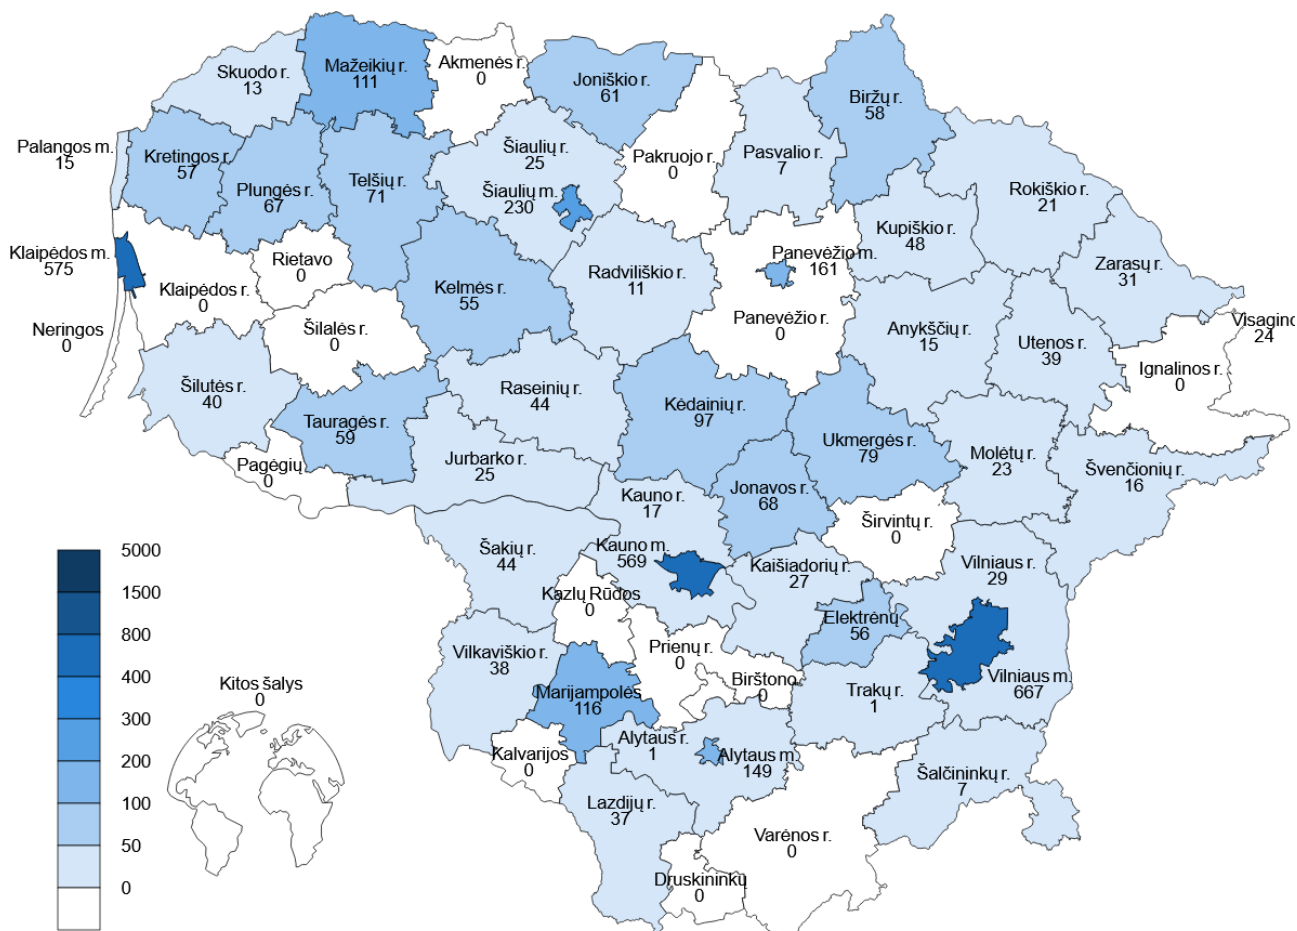 Skuodo r.
13
Mažeikių r.
111
Akmenės r.
0
Joniškio r.
61
Biržų r.
58
Palangos m.
15
Kretingos r.
57
Plungės r.
67
Telšių r.
71
Šiaulių r.
25
Šiaulių m.
230
Pakruojo r.
0
Pasvalio r.
7
Rokiškio r.
21
Kupiškio r.
48
Klaipėdos m.
575
Klaipėdos r.
0
Rietavo
0
Kelmės r.
55
Radviliškio r.
11
Panevėžio m.
161
Panevėžio r.
0
Zarasų r.
31
Visagino
24
Neringos
0
Šilalės r.
0
Anykščių r.
15
Utenos r.
39
Ignalinos r.
0
Šilutės r.
40
Tauragės r.
59
Raseinių r.
44
Kėdainių r.
97
Ukmergės r.
79
Molėtų r.
23
Švenčionių r.
16
Pagėgių
0
Jurbarko r.
25
Kauno r.
17
Jonavos r.
68
Širvintų r.
0
Šakių r.
44
Kauno m.
569
Kaišiadorių r.
27
Vilniaus r.
29
Kazlų Rūdos
0
Elektrėnų
56
Vilkaviškio r.
38
Prienų r.
0
Birštono
0
Vilniaus m.
667
Marijampolės
116
Trakų r.
1
Kalvarijos
0
Alytaus r.
1
Alytaus m.
149
Šalčininkų r.
7
Lazdijų r.
37
Varėnos r.
0
Druskininkų
0
Kitos šalys
0
5000
1500
800
400
300
200
100
50
0